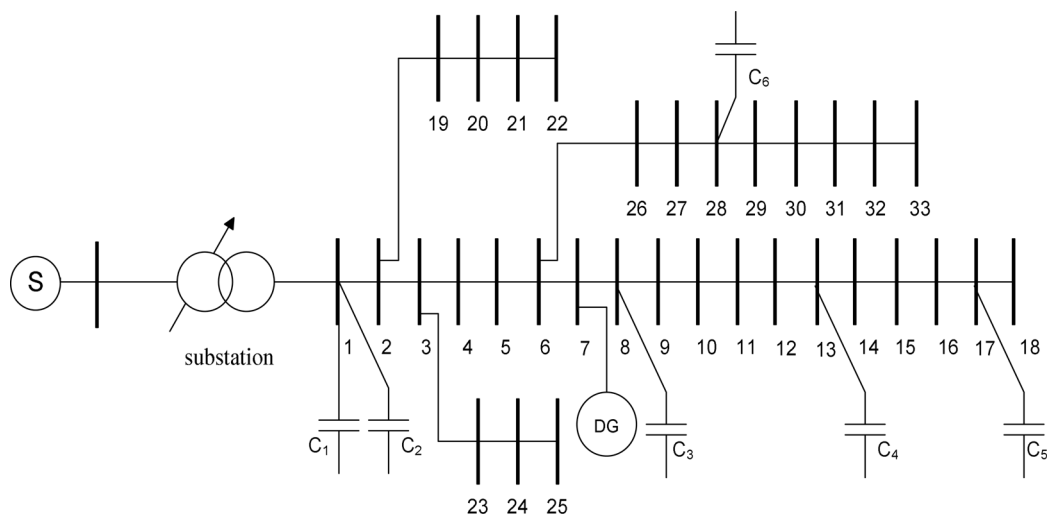 C₆
19 20 21 22
26 27 28 29 30 31 32 33
S
substation
1 2 3 4 5 6 7 8 9 10 11 12 13 14 15 16 17 18
C₁ C₂ DG C₃ C₄ C₅
23 24 25